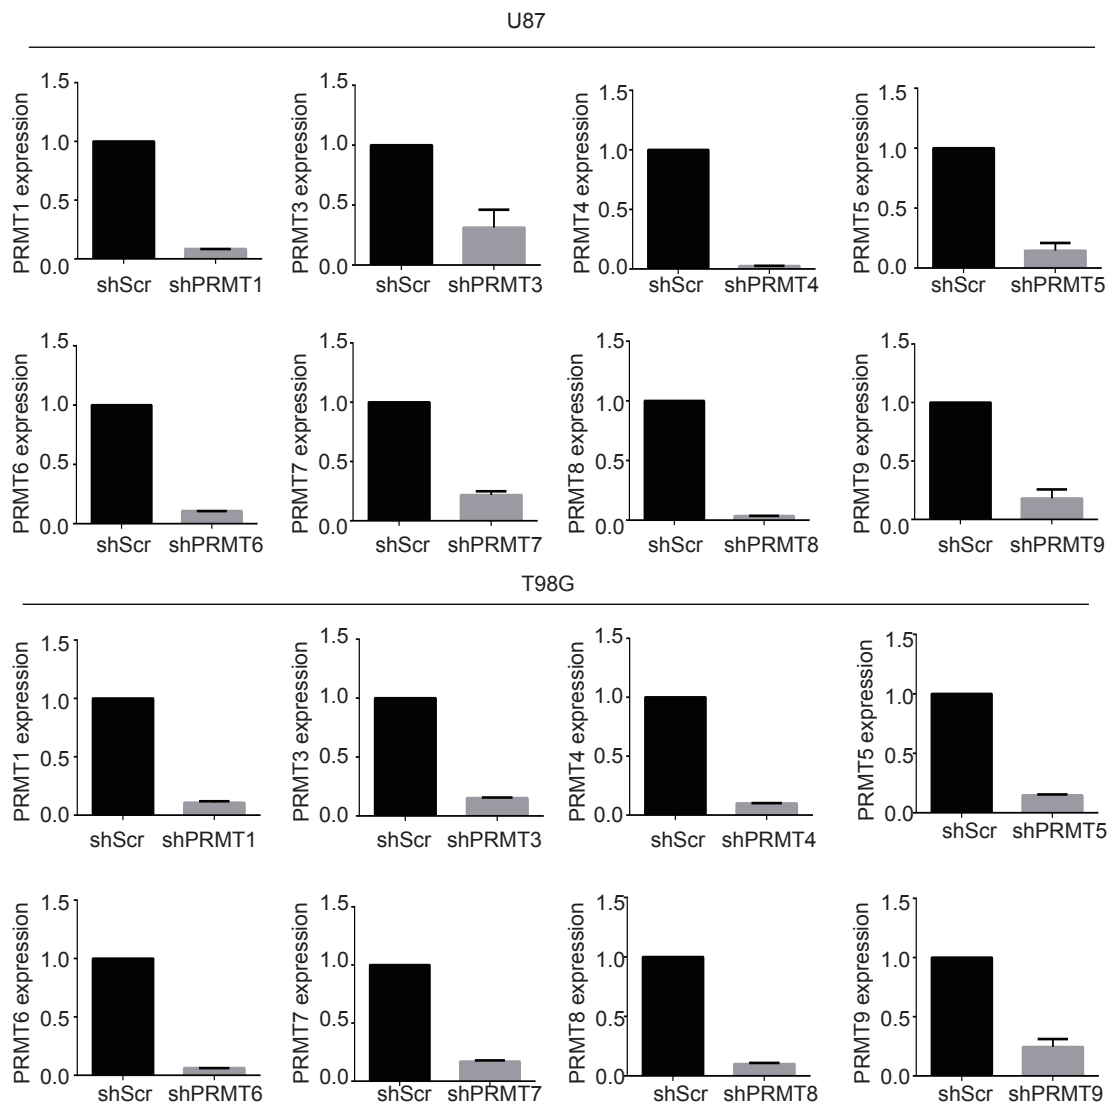 U87
PRMT1 expression
1.5
1.0
0.5
0.0
shScr shPRMT1
PRMT3 expression
1.5
1.0
0.5
0.0
shScr shPRMT3
PRMT4 expression
1.5
1.0
0.5
0.0
shScr shPRMT4
PRMT5 expression
1.5
1.0
0.5
0.0
shScr shPRMT5
PRMT6 expression
1.5
1.0
0.5
0.0
shScr shPRMT6
PRMT7 expression
1.5
1.0
0.5
0.0
shScr shPRMT7
PRMT8 expression
1.5
1.0
0.5
0.0
shScr shPRMT8
PRMT9 expression
1.5
1.0
0.5
0.0
shScr shPRMT9
T98G
PRMT1 expression
1.5
1.0
0.5
0.0
shScr shPRMT1
PRMT3 expression
1.5
1.0
0.5
0.0
shScr shPRMT3
PRMT4 expression
1.5
1.0
0.5
0.0
shScr shPRMT4
PRMT5 expression
1.5
1.0
0.5
0.0
shScr shPRMT5
PRMT6 expression
1.5
1.0
0.5
0.0
shScr shPRMT6
PRMT7 expression
1.5
1.0
0.5
0.0
shScr shPRMT7
PRMT8 expression
1.5
1.0
0.5
0.0
shScr shPRMT8
PRMT9 expression
1.5
1.0
0.5
0.0
shScr shPRMT9